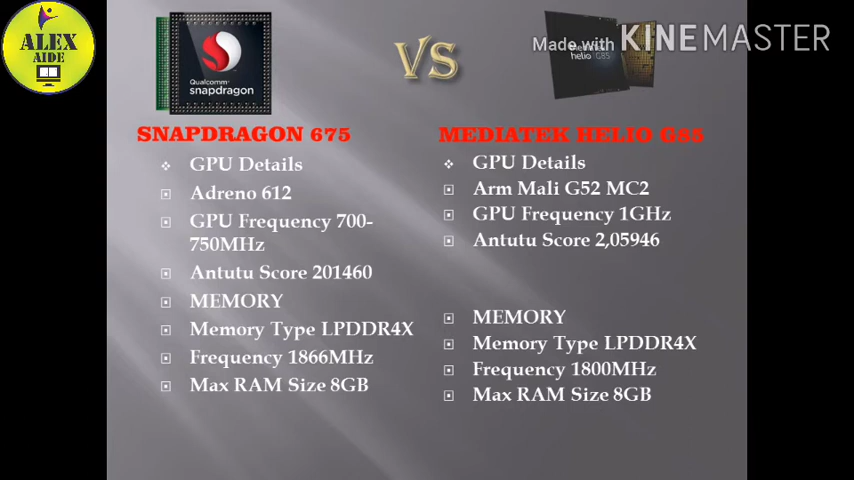 ALEX
AIDE
Qualcomm
snapdragon
VS
helio G85
Made with KINEMASTER
SNAPDRAGON 675
GPU Details
Adreno 612
GPU Frequency 700-
750MHz
Antutu Score 201460
MEMORY
Memory Type LPDDR4X
Frequency 1866MHz
Max RAM Size 8GB
MEDIATEK HELIO G85
GPU Details
Arm Mali G52 MC2
GPU Frequency 1GHz
Antutu Score 2,05946
MEMORY
Memory Type LPDDR4X
Frequency 1800MHz
Max RAM Size 8GB